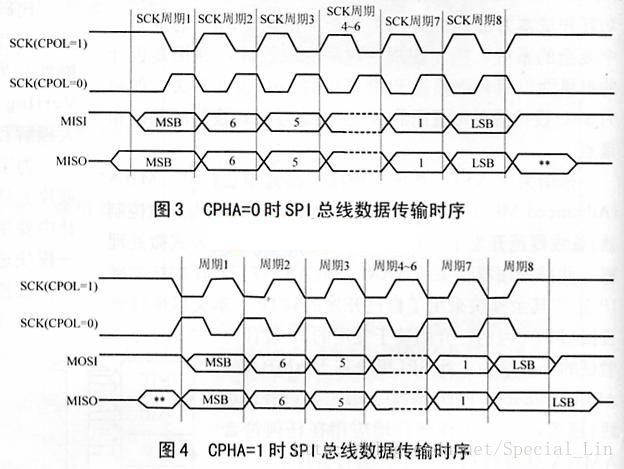 SCK周期1 SCK周期2 SCK周期3 SCK周期 4~6 SCK周期7 SCK周期8
SCK(CPOL=1)
SCK(CPOL=0)
MISI MSB 6 5 1 LSB
MISO MSB 6 5 1 LSB **
图3 CPHA=0时SPI总线数据传输时序
周期1 周期2 周期3 周期4~6 周期7 周期8
SCK(CPOL=1)
SCK(CPOL=0)
MOSI MSB 6 5 1 LSB
MISO ** MSB 6 5 1 LSB
图4 CPHA=1时SPI总线数据传输时序
net/Special_Lin